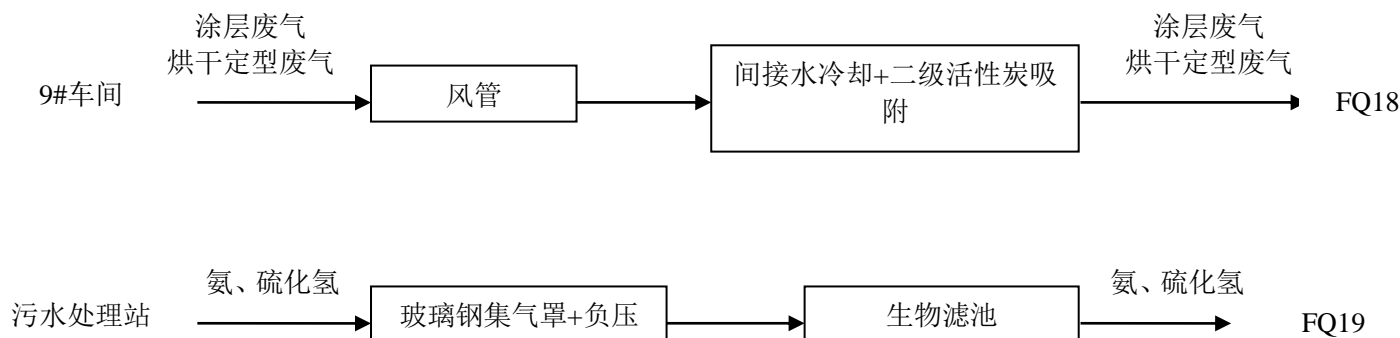 涂层废气
烘干定型废气
9#车间
风管
间接水冷却+二级活性炭吸
附
涂层废气
烘干定型废气
FQ18
氨、硫化氢
污水处理站
玻璃钢集气罩+负压
生物滤池
氨、硫化氢
FQ19